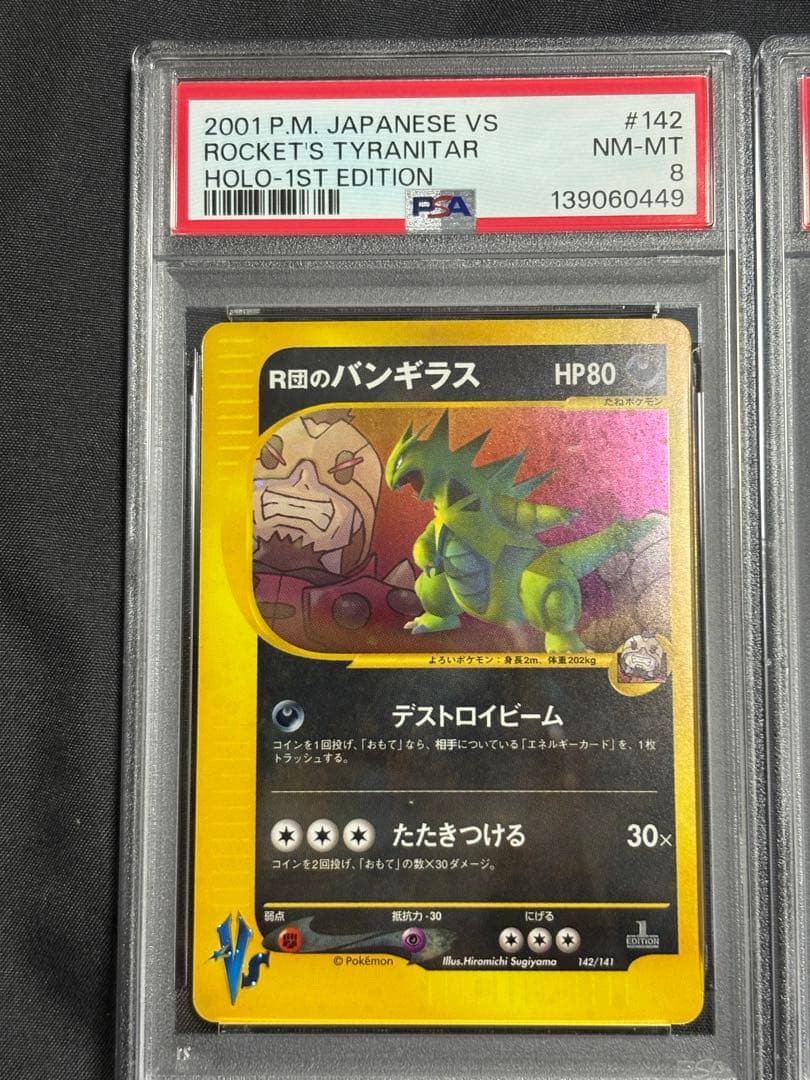 2001 P.M. JAPANESE VS #142
ROCKET'S TYRANITAR NM-MT
HOLO-1ST EDITION 8
PSA 139060449
R団のバンギラス HP80
たねポケモン
よろいポケモン：身長2m、体重202kg
デストロイビーム
コインを1回投げ、「おもて」なら、相手についている「エネルギーカード」を、1枚
トラッシュする。
たたきつける 30×
コインを2回投げ、「おもて」の数×30ダメージ。
弱点 抵抗力 -30 にげる
1
EDITION
© Pokémon Illus.Hiromichi Sugiyama 142/141
VS